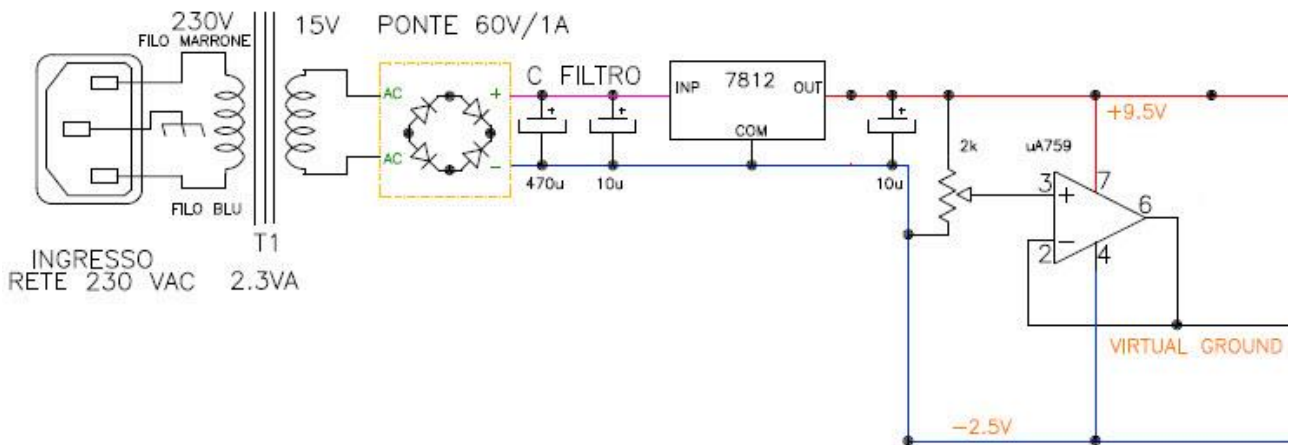 230V
FILO MARRONE
15V
PONTE 60V/1A
AC
+
C FILTRO
INP
7812
OUT
COM
+
+
+
AC
-
470u
10u
10u
+9.5V
2k
uA759
3
+
7
6
2
-
4
FILO BLU
T1
INGRESSO
RETE 230 VAC
2.3VA
VIRTUAL GROUND
-2.5V